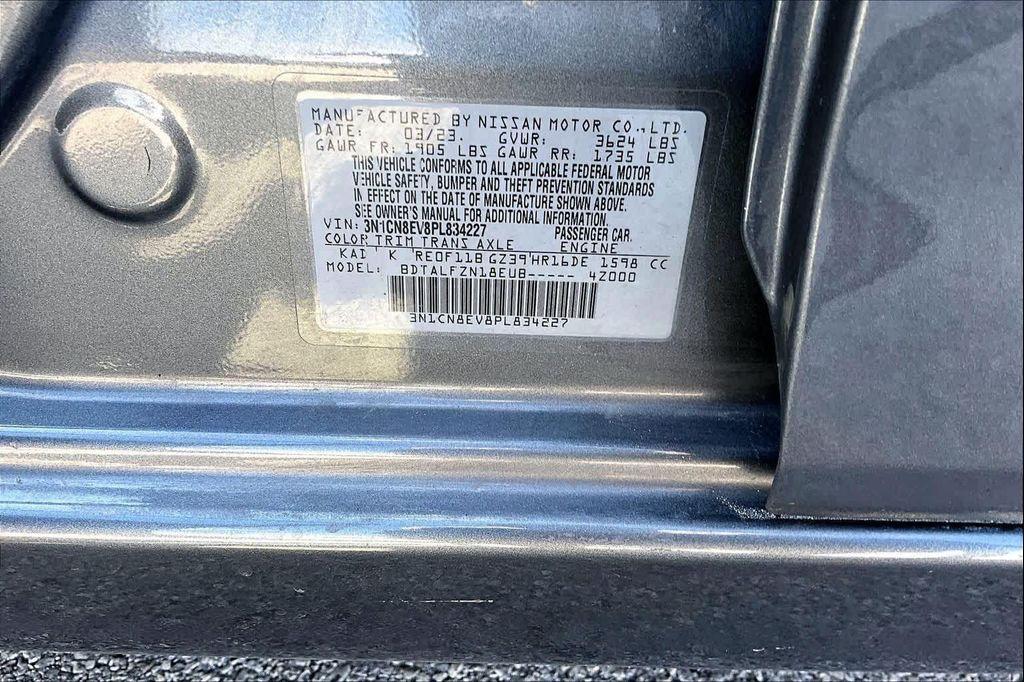 MANUFACTURED BY NISSAN MOTOR CO.,LTD.
DATE: 03/23. GVWR: 3624 LBS
GAWR FR: 1905 LBS GAWR RR: 1735 LBS
THIS VEHICLE CONFORMS TO ALL APPLICABLE FEDERAL MOTOR
VEHICLE SAFETY, BUMPER AND THEFT PREVENTION STANDARDS
IN EFFECT ON THE DATE OF MANUFACTURE SHOWN ABOVE.
SEE OWNER'S MANUAL FOR ADDITIONAL INFORMATION.
VIN: 3N1CN8EV8PL834227 PASSENGER CAR.
COLOR TRIM TRANS AXLE ENGINE
KAD K RE0F11B GZ39 HR16DE 1598 CC
MODEL: BDTALFZN18EUB----- 4Z000
3N1CN8EV8PL834227